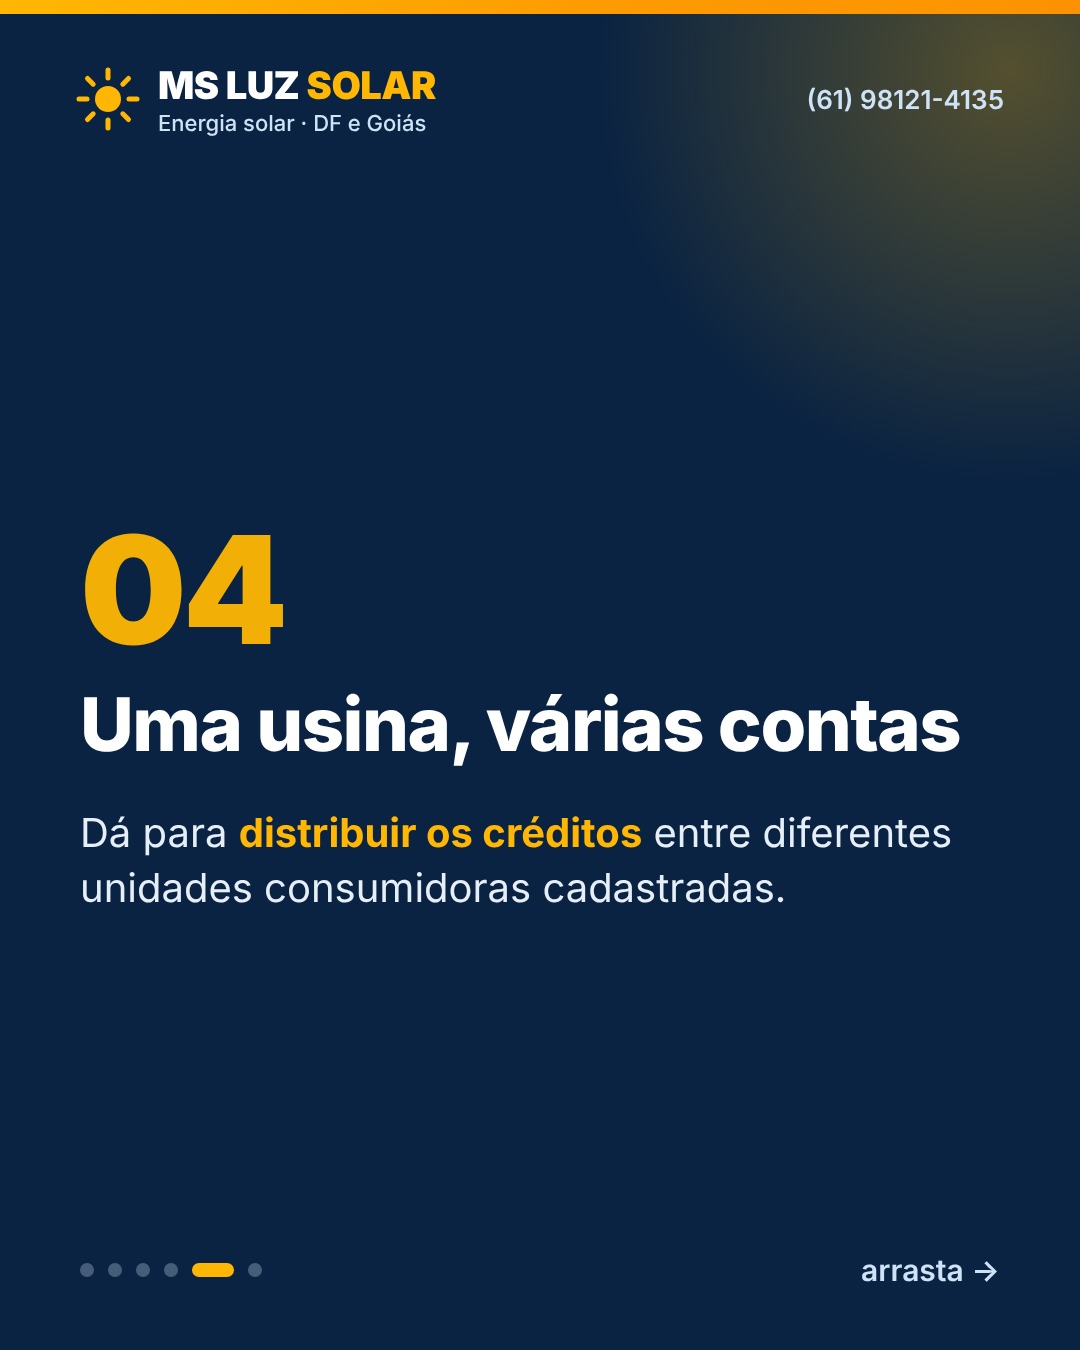 MS LUZ SOLAR
Energia solar · DF e Goiás
(61) 98121-4135
04
Uma usina, várias contas
Dá para distribuir os créditos entre diferentes
unidades consumidoras cadastradas.
arrasta →